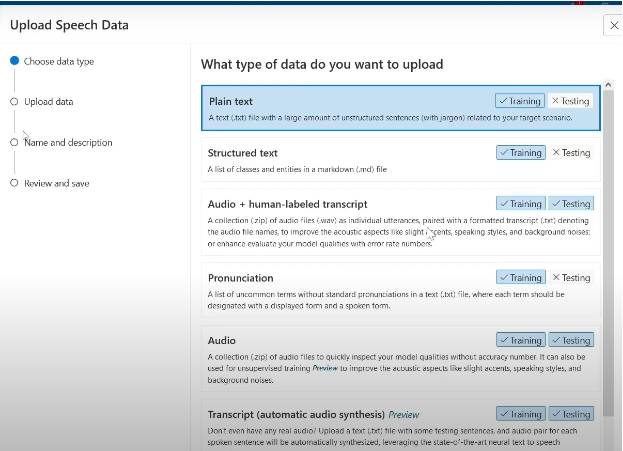 Upload Speech Data
Choose data type
Upload data
Name and description
Review and save
What type of data do you want to upload
Plain text
Training
Testing
A text (.txt) file with a large amount of unstructured sentences (with jargon) related to your target scenario.
Structured text
Training
Testing
A list of classes and entities in a markdown (.md) file
Audio + human-labeled transcript
Training
Testing
A collection (.zip) of audio files (.wav) as individual utterances, paired with a formatted transcript (.txt) denoting
the audio file names, to improve the acoustic aspects like slight accents, speaking styles, and background noises;
or enhance evaluate your model qualities with error rate numbers.
Pronunciation
Training
Testing
A list of uncommon terms without standard pronunciations in a text (.txt) file, where each term should be
designated with a displayed form and a spoken form.
Audio
Training
Testing
A collection (.zip) of audio files to quickly inspect your model qualities without accuracy number. It can also be
used for unsupervised training Preview to improve the acoustic aspects like slight accents, speaking styles, and
background noises.
Transcript (automatic audio synthesis) Preview
Training
Testing
Don't even have any real audio? Upload a text (.txt) file with some testing sentences, and audio pair for each
spoken sentence will be automatically synthesized, leveraging the state-of-the-art neural text to speech